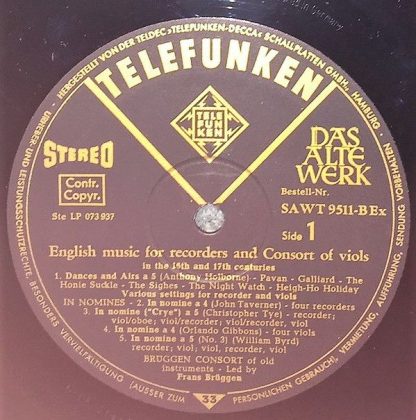 HERGESTELLT VON DER TELDEC »TELEFUNKEN-DECCA« SCHALLPLATTEN GMBH., HAMBURG
URHEBER- UND LEISTUNGSSCHUTZRECHTE, BESONDERS VERVIELFÄLTIGUNG (AUSSER ZUM PERSÖNLICHEN GEBRAUCH), VERMIETUNG, AUFFÜHRUNG, SENDUNG VORBEHALTEN
TELEFUNKEN
TELE
FUN
KEN
STEREO
DAS
ALTE
WERK
Contr.
Copyr.
Bestell-Nr.
SAWT 9511-B Ex
Ste LP 073 937
Side 1
English music for recorders and Consort of viols
in the 16th and 17th centuries
1. Dances and Airs a 5 (Anthony Holborne) - Pavan - Galliard - The
Honie Suckle - The Sighes - The Night Watch - Heigh-Ho Holiday
Various settings for recorder and viols
IN NOMINES - 2. In nomine a 4 (John Taverner) - four recorders
3. In nomine ("Crye") a 5 (Christopher Tye) - recorder;
viol/oboe; viol/recorder; viol/recorder, viol
4. In nomine a 4 (Orlando Gibbons) - four viols
5. In nomine a 5 (No. 3) (William Byrd)
recorder; viol; recorder, recorder, viol
BRÜGGEN CONSORT of old
instruments - Led by
Frans Brüggen
33